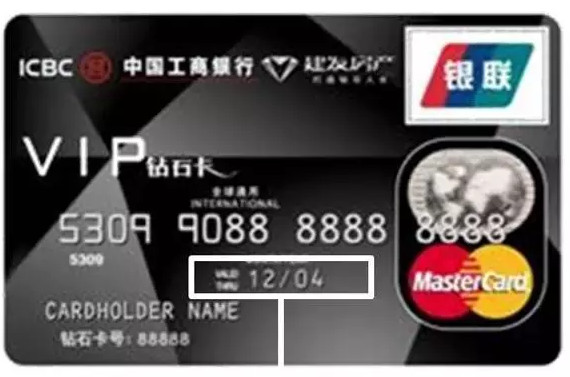 ICBC 中国工商银行 建发房产
银联
VIP钻石卡
全球通用
INTERNATIONAL
5309 9088 8888 8888
5309
VALID THRU 12/04
MasterCard
CARDHOLDER NAME
钻石卡号: 88888